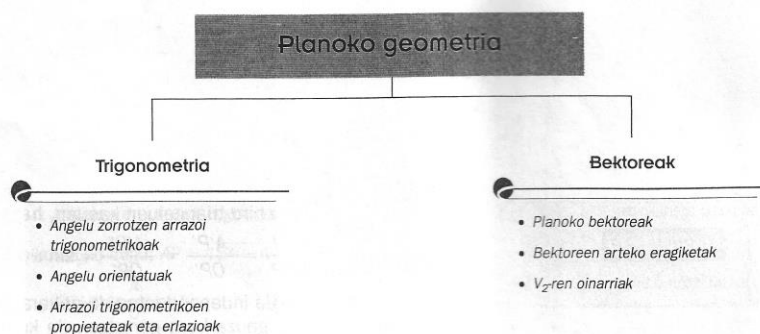 Planoko geometria
Trigonometria
• Angelu zorrotzen arrazoi
trigonometrikoak
• Angelu orientatuak
• Arrazoi trigonometrikoen
propietateak eta erlazioak
Bektoreak
• Planoko bektoreak
• Bektoreen arteko eragiketak
• V₂-ren oinarriak